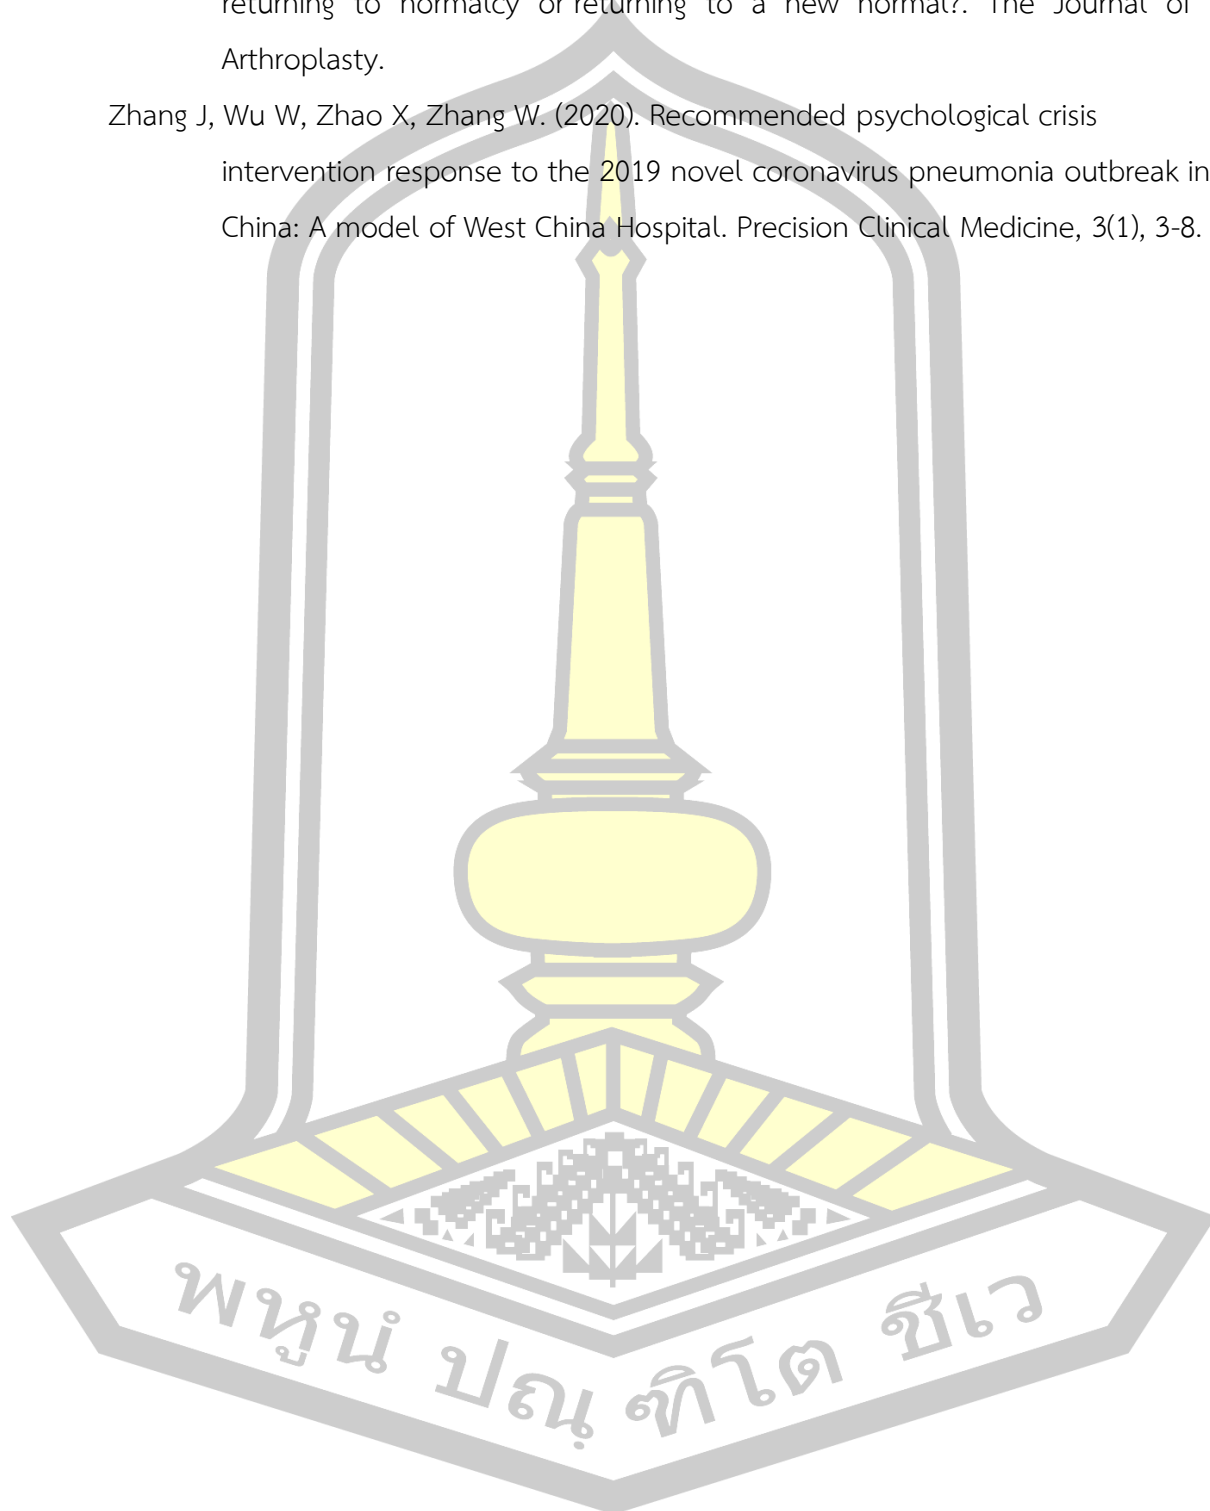 returning to normalcy or returning to a new normal?. The Journal of
Arthroplasty.
Zhang J, Wu W, Zhao X, Zhang W. (2020). Recommended psychological crisis
intervention response to the 2019 novel coronavirus pneumonia outbreak in
China: A model of West China Hospital. Precision Clinical Medicine, 3(1), 3-8.
พหูนํ ปณฺฑิโต ชีเว